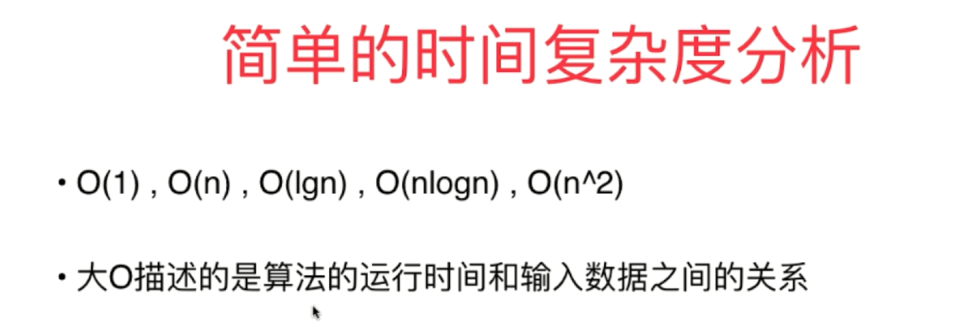 简单的时间复杂度分析
• O(1) , O(n) , O(lgn) , O(nlogn) , O(n^2)
• 大O描述的是算法的运行时间和输入数据之间的关系